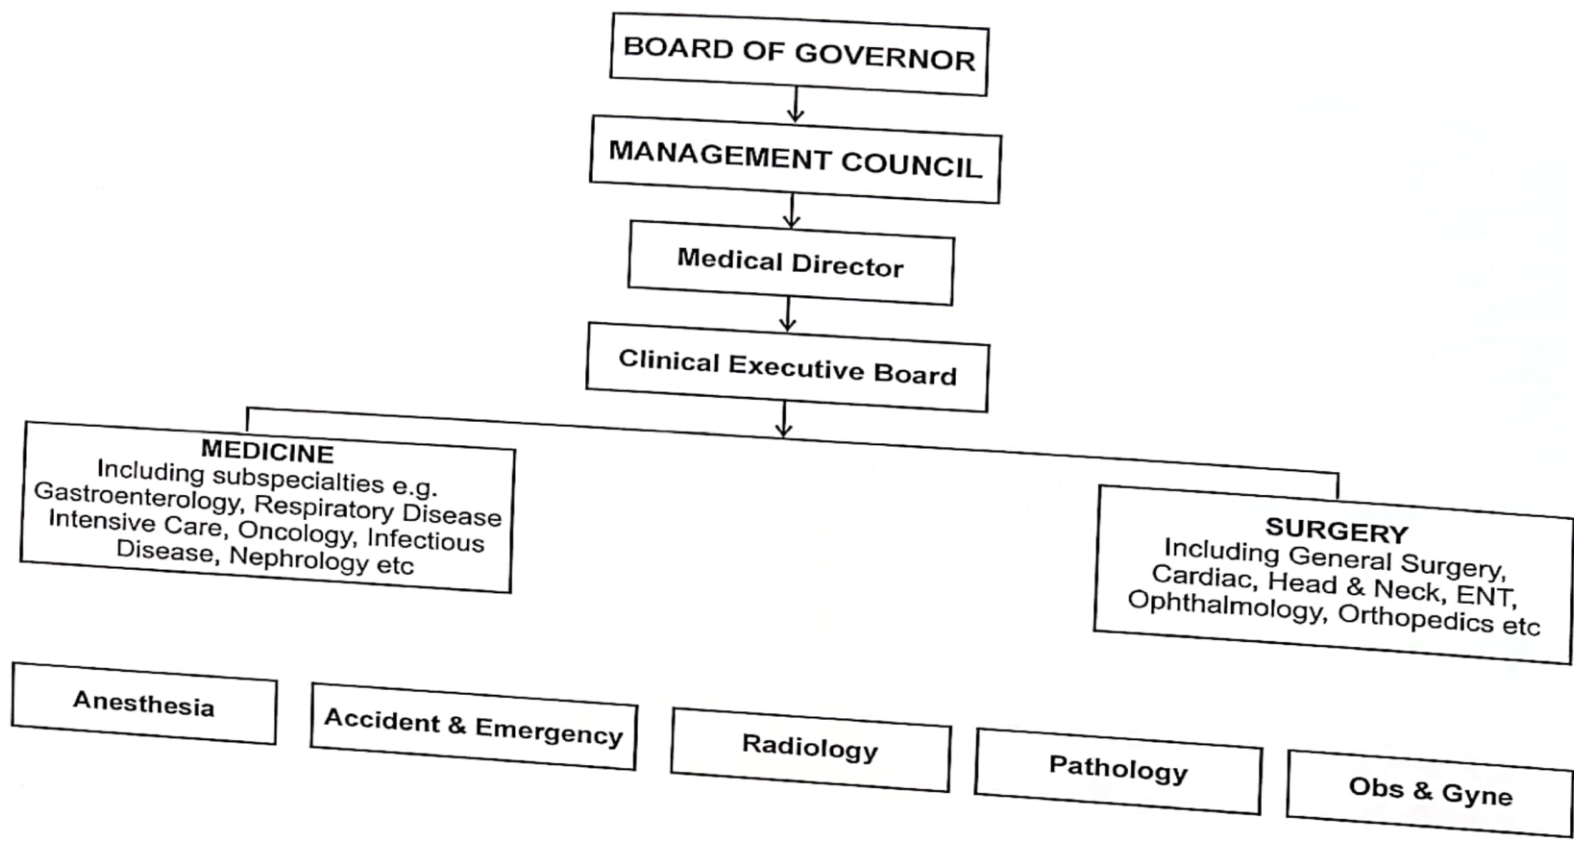 BOARD OF GOVERNOR
MANAGEMENT COUNCIL
Medical Director
Clinical Executive Board
MEDICINE
Including subspecialties e.g.
Gastroenterology, Respiratory Disease
Intensive Care, Oncology, Infectious
Disease, Nephrology etc
SURGERY
Including General Surgery,
Cardiac, Head & Neck, ENT,
Ophthalmology, Orthopedics etc
Anesthesia
Accident & Emergency
Radiology
Pathology
Obs & Gyne